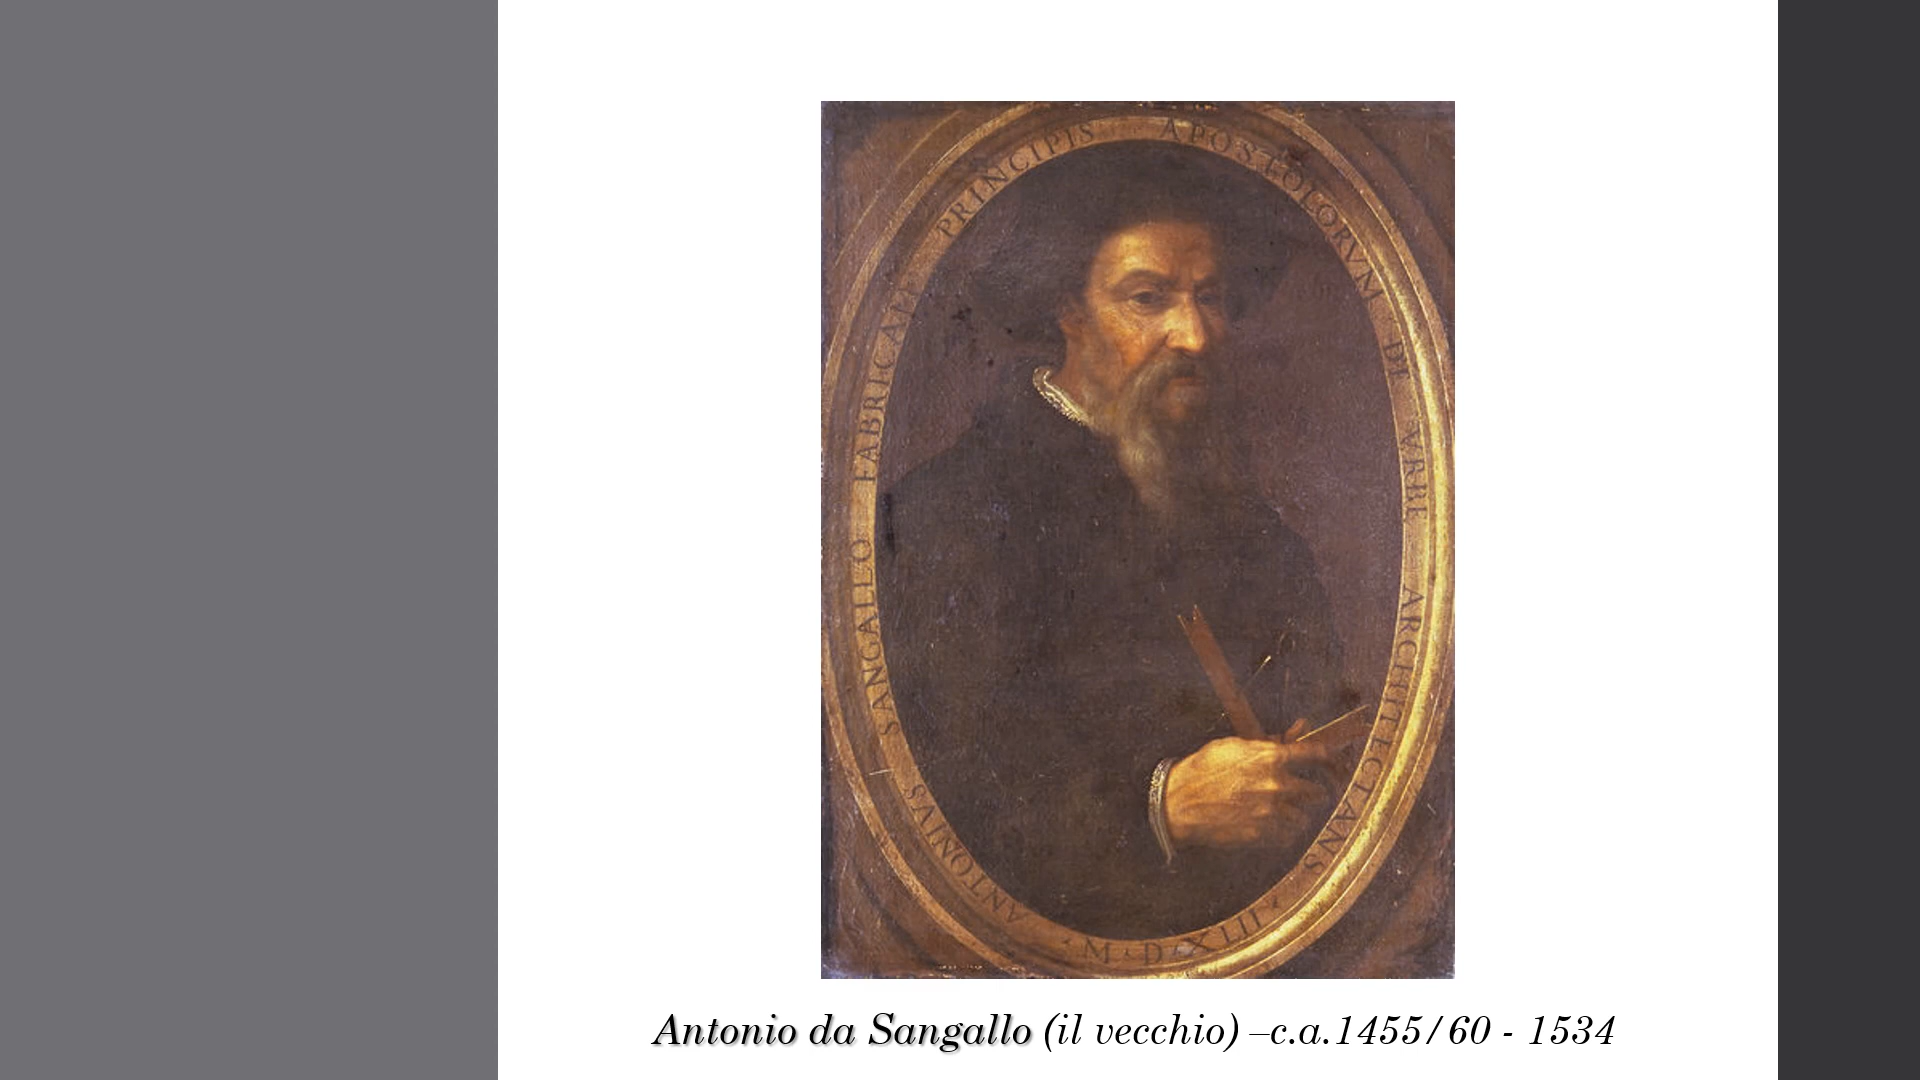 ANTONIVS SANGALLO FABRICAE PRINCIPIS APOSTOLORVM DE VRBE ARCHITECTANS
M·D·XLIII·
Antonio da Sangallo (il vecchio) –c.a.1455/60 - 1534